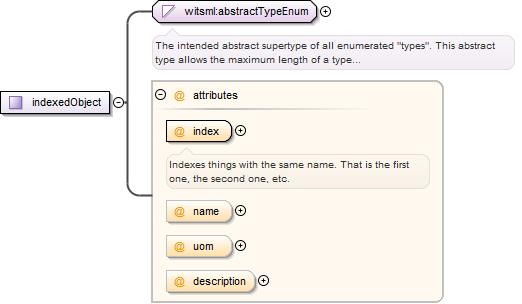 witsml:abstractTypeEnum
The intended abstract supertype of all enumerated "types". This abstract
type allows the maximum length of a type...
indexedObject
@ attributes
@ index
Indexes things with the same name. That is the first
one, the second one, etc.
@ name
@ uom
@ description